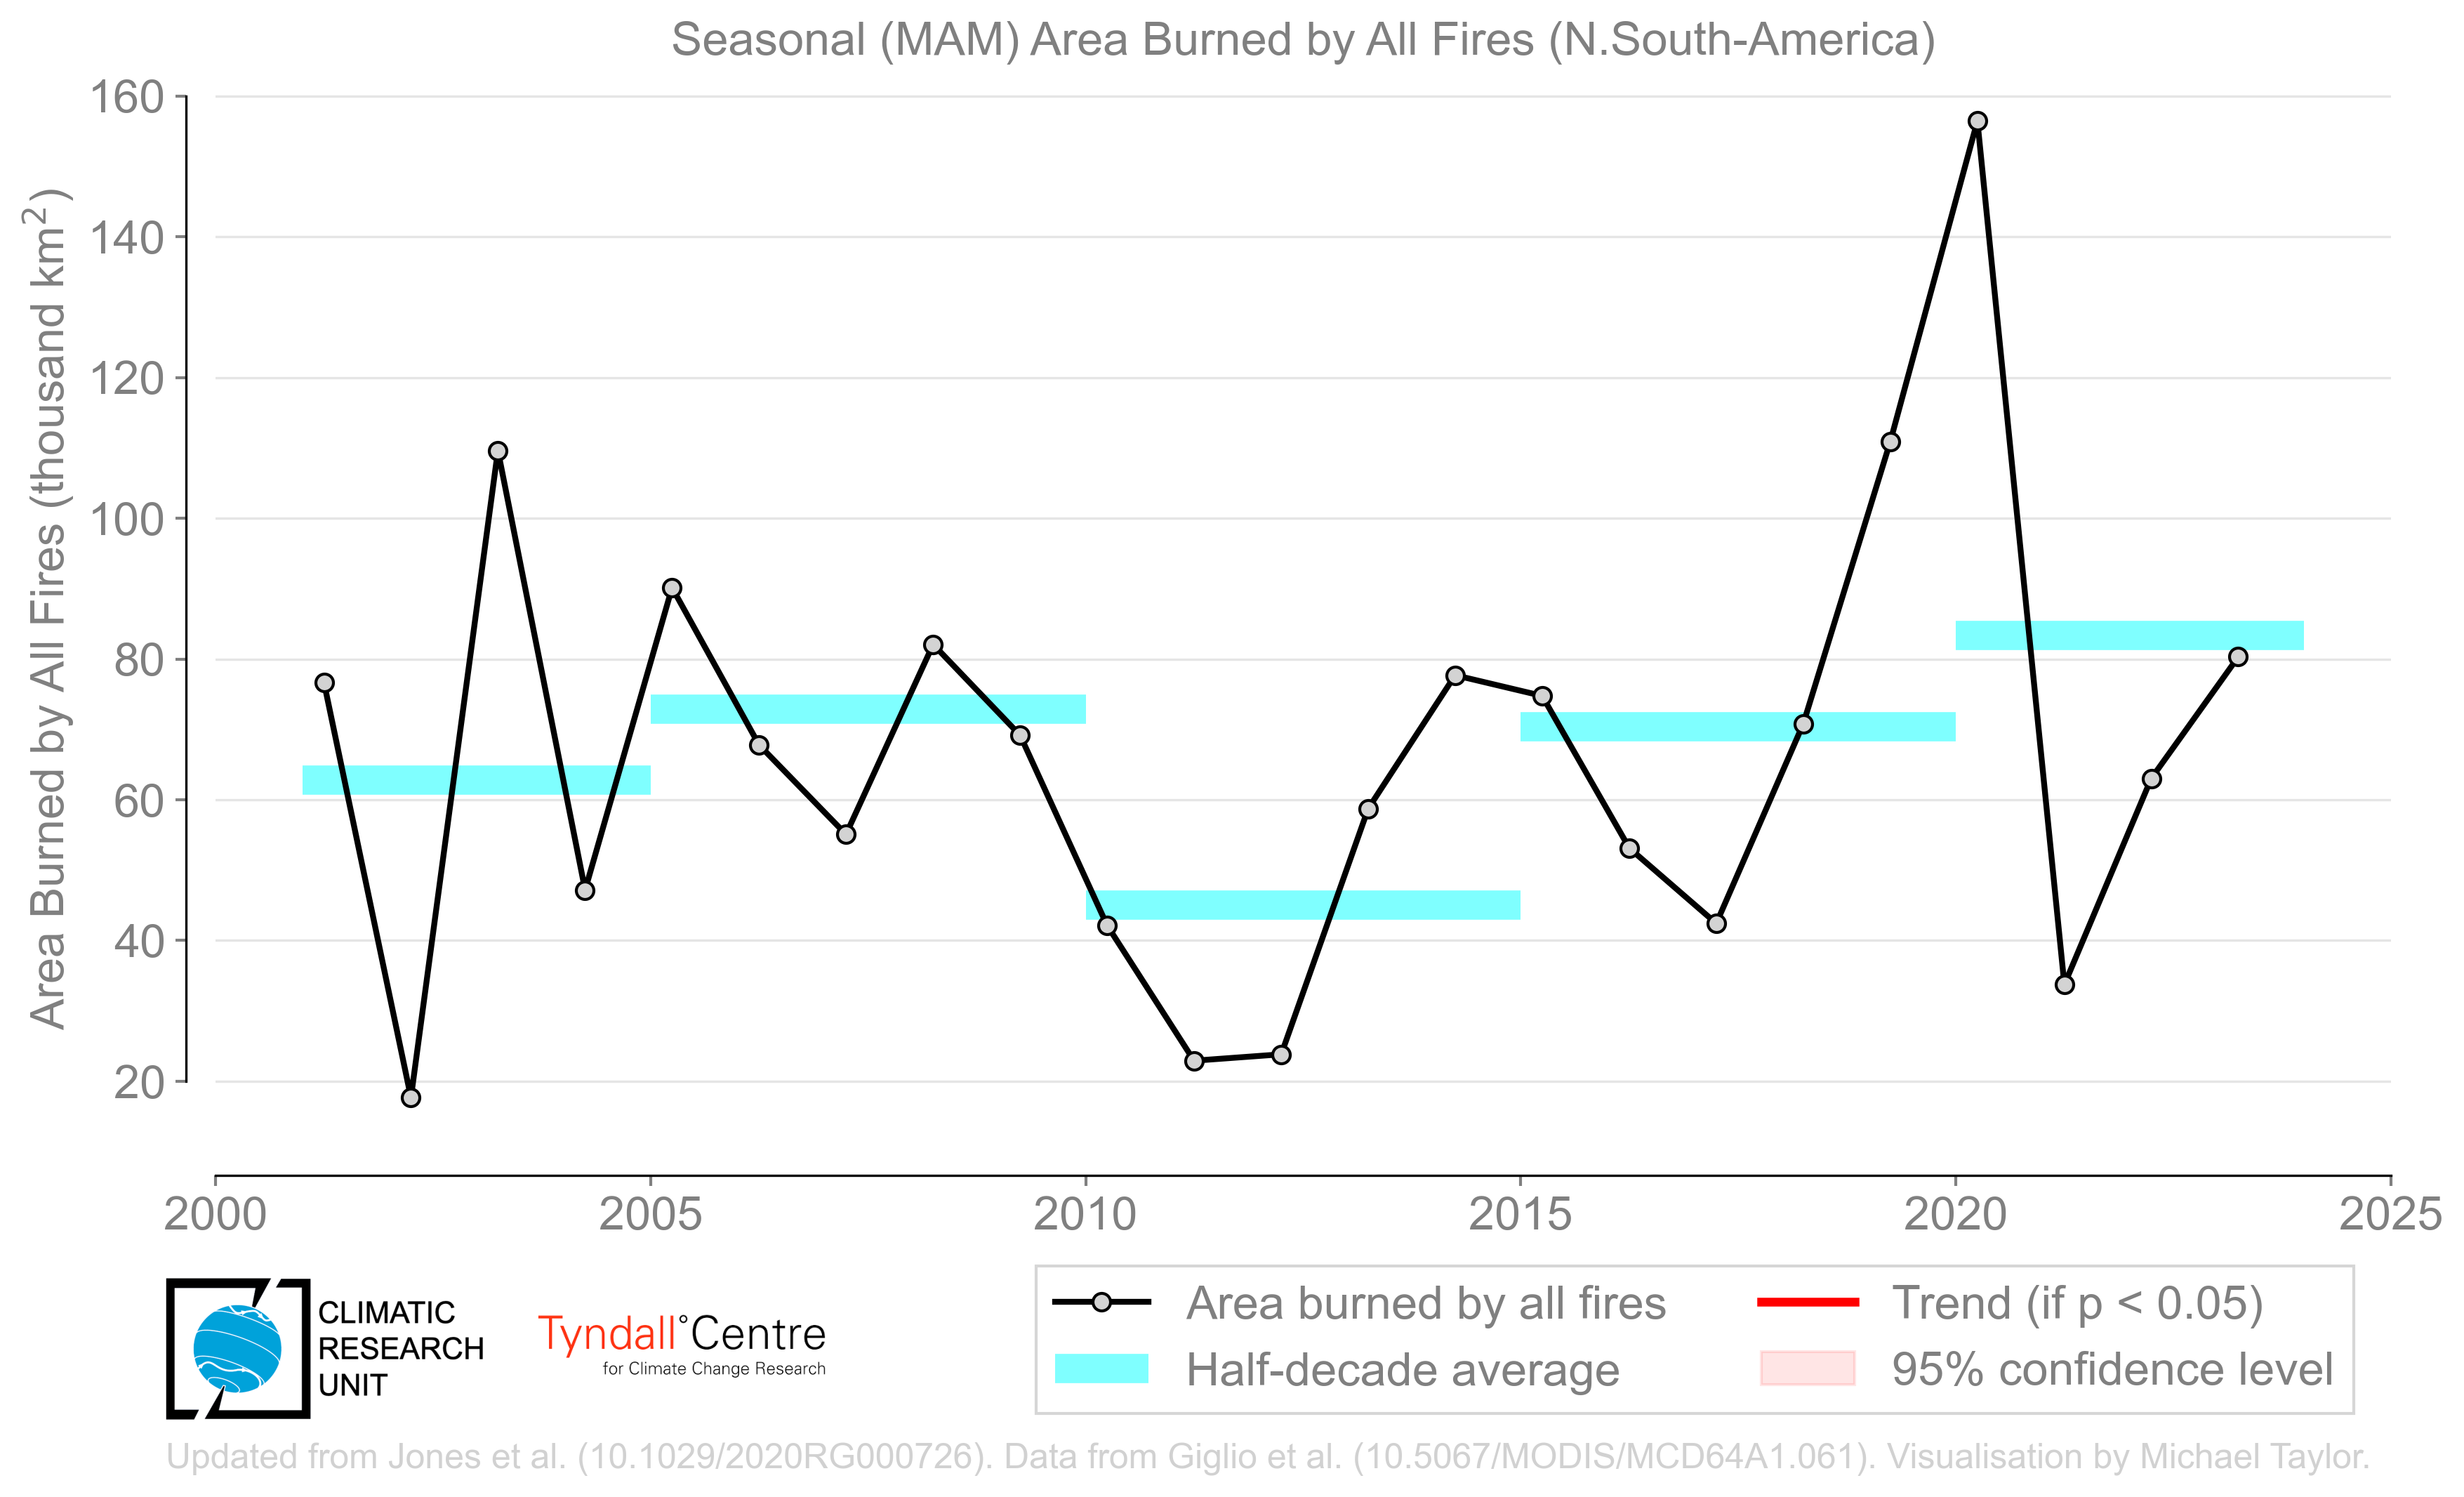 Seasonal (MAM) Area Burned by All Fires (N.South-America)
Area Burned by All Fires (thousand km²)
160
140
120
100
80
60
40
20
2000
2005
2010
2015
2020
2025
CLIMATIC
RESEARCH
UNIT
Tyndall°Centre
for Climate Change Research
Area burned by all fires
Half-decade average
Trend (if p < 0.05)
95% confidence level
Updated from Jones et al. (10.1029/2020RG000726). Data from Giglio et al. (10.5067/MODIS/MCD64A1.061). Visualisation by Michael Taylor.